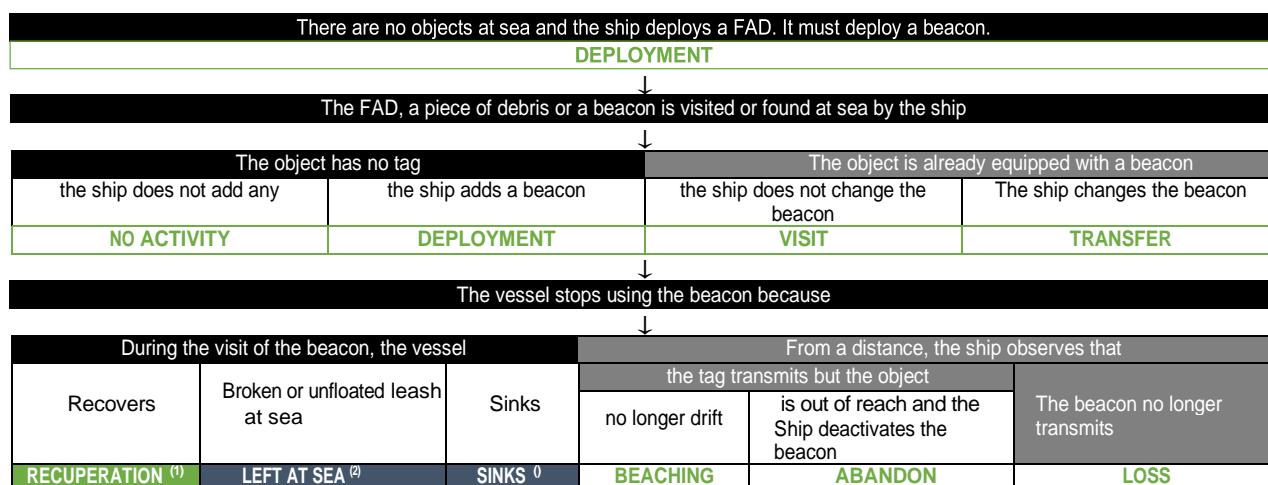 There are no objects at sea and the ship deploys a FAD. It must deploy a beacon.
DEPLOYMENT
↓
The FAD, a piece of debris or a beacon is visited or found at sea by the ship
↓
The object has no tag
The object is already equipped with a beacon
the ship does not add any
the ship adds a beacon
the ship does not change the
beacon
The ship changes the beacon
NO ACTIVITY
DEPLOYMENT
VISIT
TRANSFER
↓
The vessel stops using the beacon because
↓
During the visit of the beacon, the vessel
From a distance, the ship observes that
Recovers
Broken or unfloated leash
at sea
Sinks
the tag transmits but the object
no longer drift
is out of reach and the
Ship deactivates the
beacon
The beacon no longer
transmits
RECUPERATION (1)
LEFT AT SEA (2)
SINKS ()
BEACHING
ABANDON
LOSS